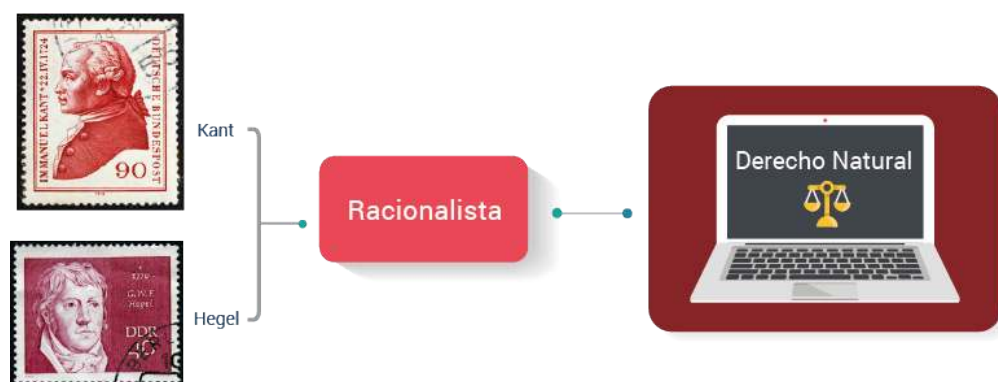 IMMANUEL KANT * 22.IV.1724
DEUTSCHE BUNDESPOST
90
Kant
Racionalista
Derecho Natural
1770
G.W.F.
Hegel
DDR
Hegel